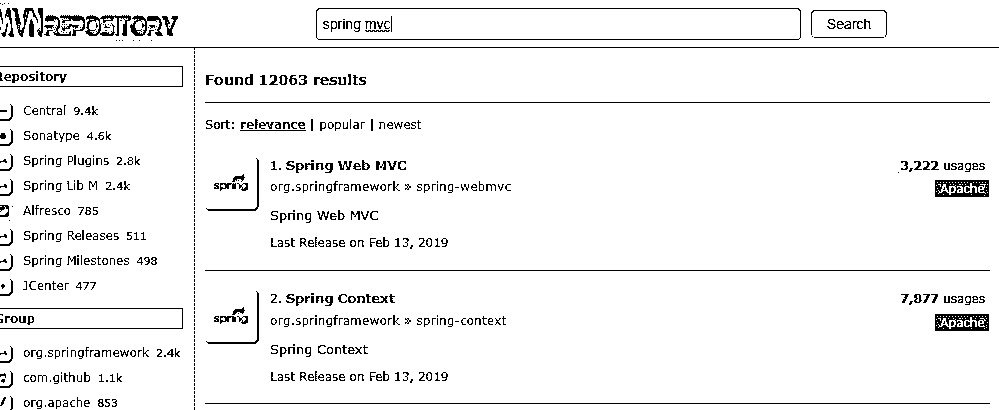 MVNREPOSITORY
spring mvc
Search
Repository
Central 9.4k
Sonatype 4.6k
Spring Plugins 2.8k
Spring Lib M 2.4k
Alfresco 785
Spring Releases 511
Spring Milestones 498
JCenter 477
Group
org.springframework 2.4k
com.github 1.1k
org.apache 853
Found 12063 results
Sort: relevance | popular | newest
spring
1. Spring Web MVC
3,222 usages
org.springframework » spring-webmvc
Apache
Spring Web MVC
Last Release on Feb 13, 2019
spring
2. Spring Context
7,877 usages
org.springframework » spring-context
Apache
Spring Context
Last Release on Feb 13, 2019